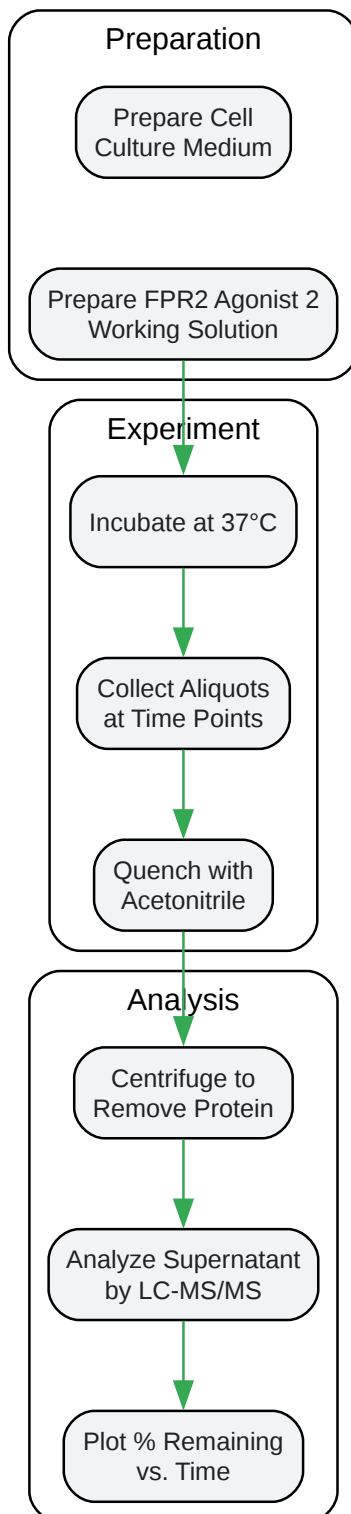 Preparation
Prepare Cell
Culture Medium
Prepare FPR2 Agonist 2
Working Solution
Experiment
Incubate at 37°C
Collect Aliquots
at Time Points
Quench with
Acetonitrile
Analysis
Centrifuge to
Remove Protein
Analyze Supernatant
by LC-MS/MS
Plot % Remaining
vs. Time